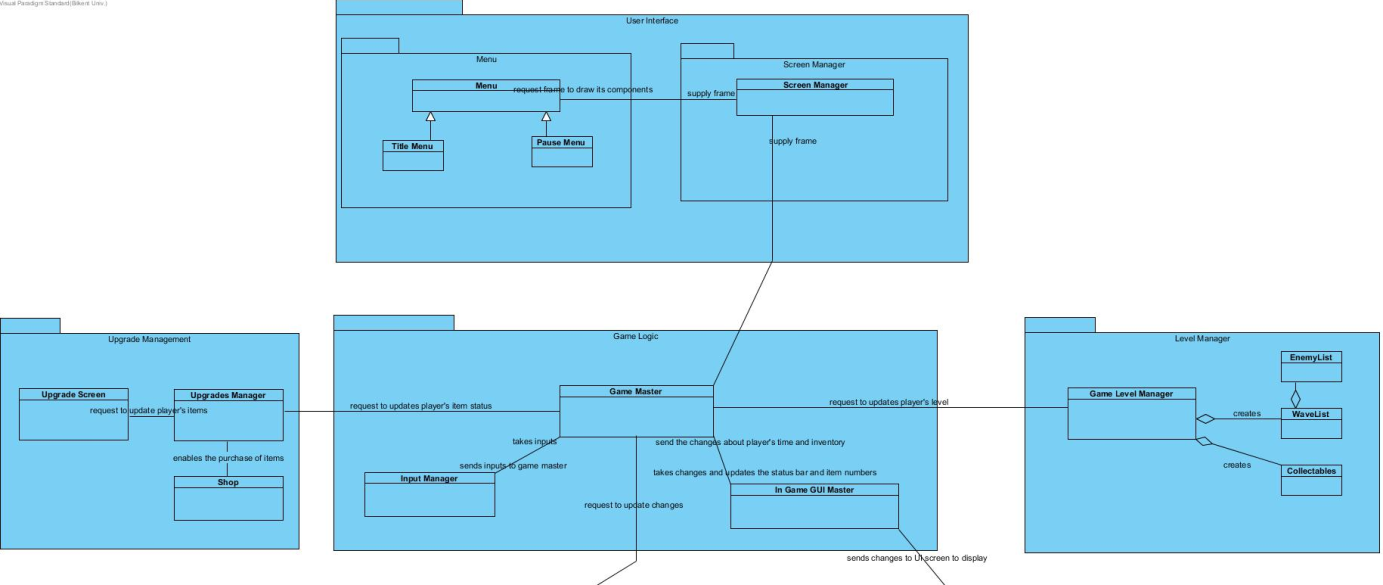 Visual Paradigm Standard(Bilkent Univ.)
User Interface
Menu
Screen Manager
Menu
request frame to draw its components
supply frame
Screen Manager
Title Menu
Pause Menu
supply frame
Upgrade Management
Game Logic
Level Manager
Upgrade Screen
Upgrades Manager
request to update player's items
enables the purchase of items
Shop
request to updates player's item status
Game Master
request to updates player's level
takes inputs
send the changes about player's time and inventory
sends inputs to game master
takes changes and updates the status bar and item numbers
Input Manager
In Game GUI Master
request to update changes
sends changes to UI screen to display
EnemyList
Game Level Manager
creates
WaveList
creates
Collectables